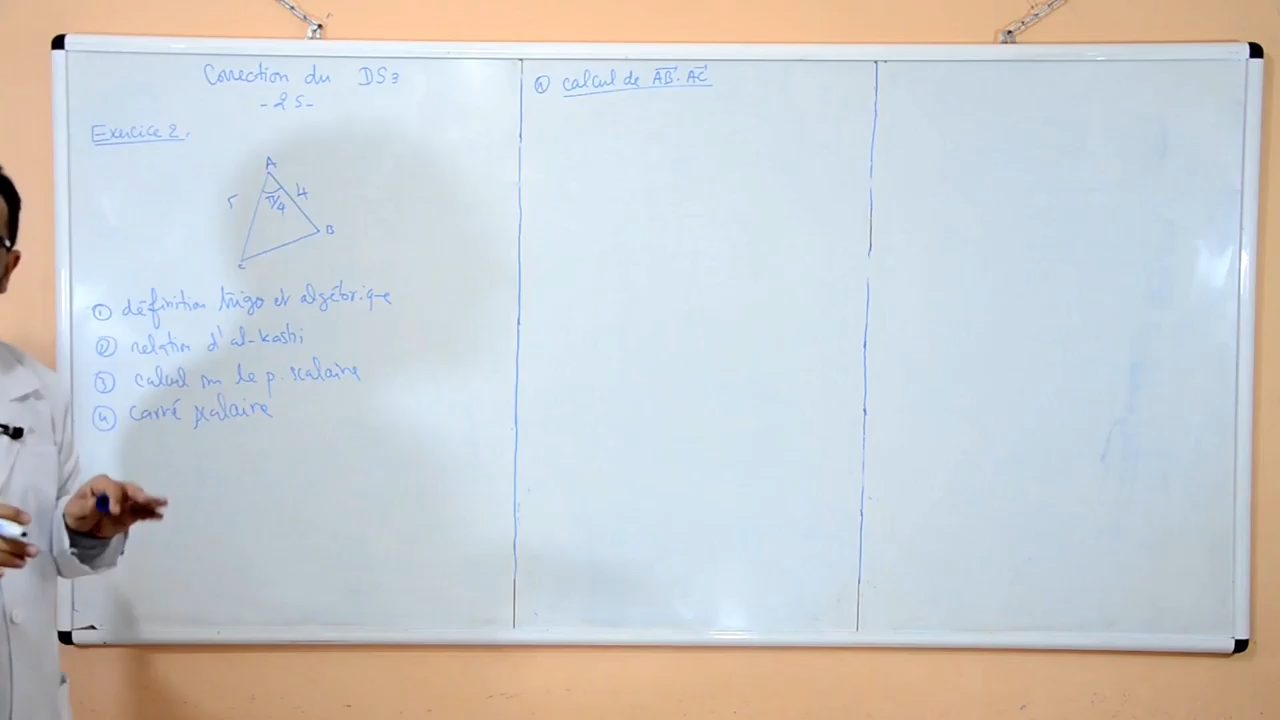 Correction du DS3
- 2S -
Exercice 2.
A
5
4
π/4
B
C
① définition trigo et algébrique
② relation d'al-kashi
③ calcul sur le p. scalaire
④ carré scalaire
① calcul de AB⃗ . AC⃗